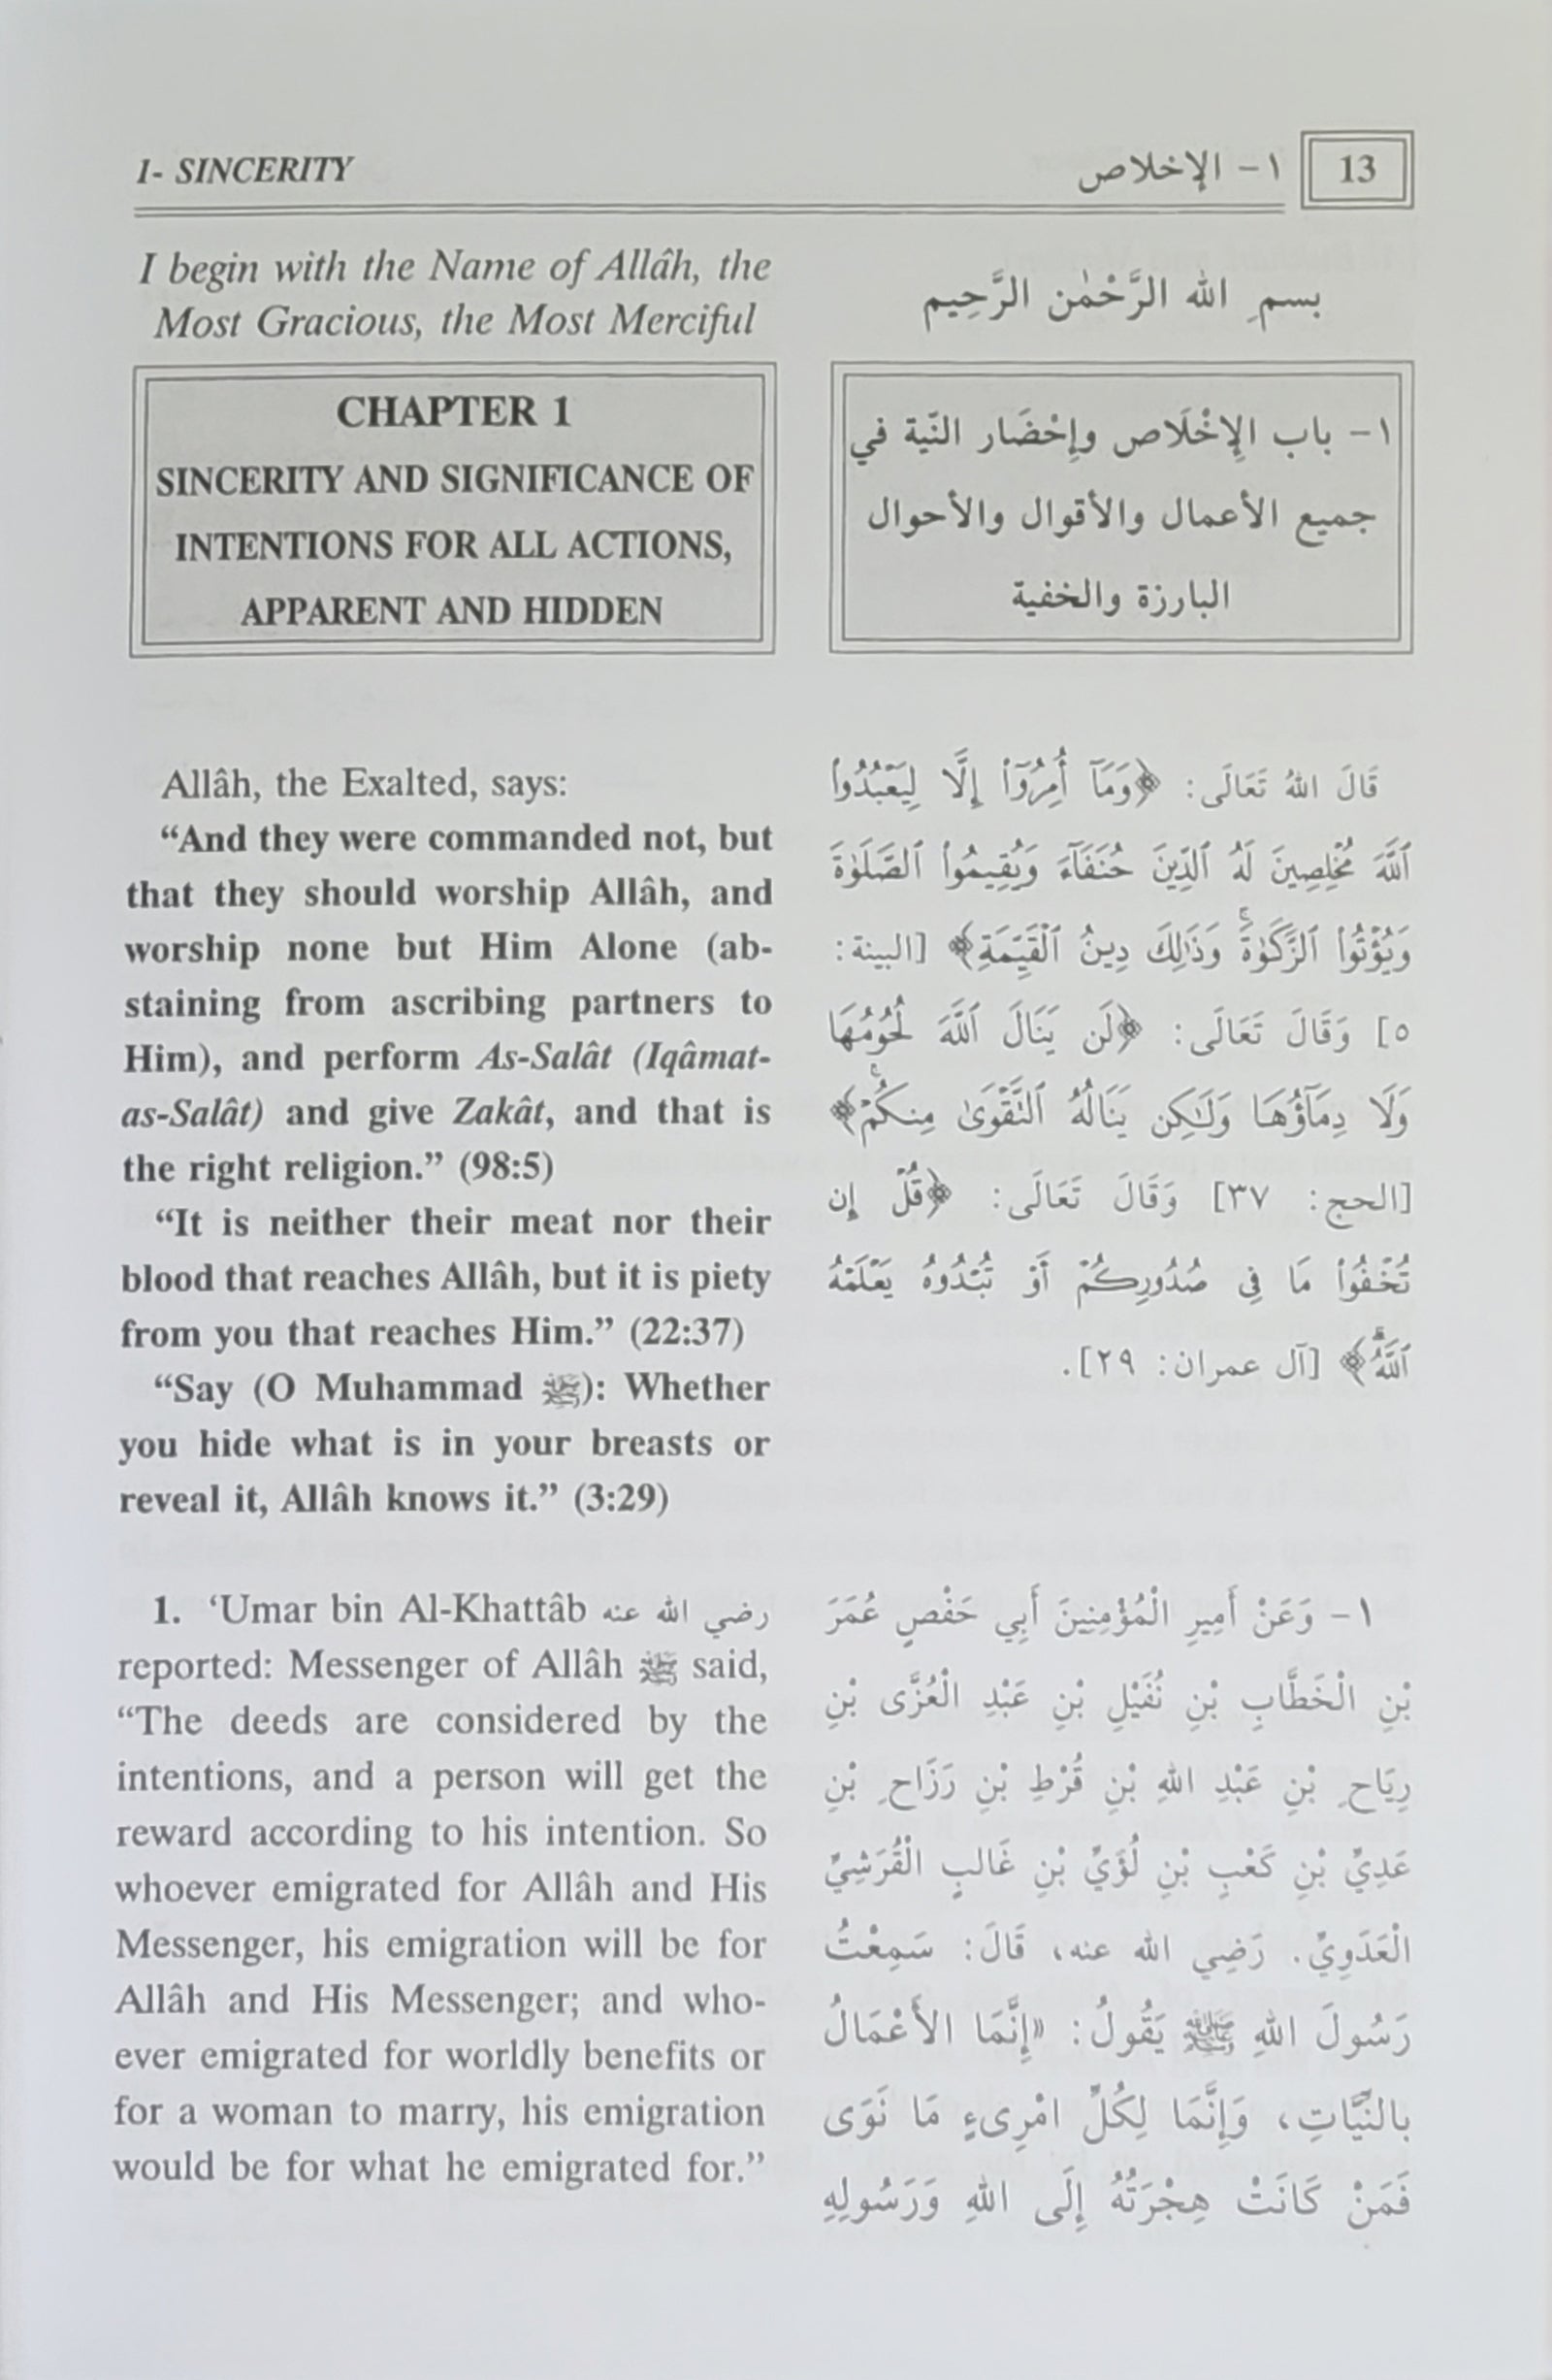 1- SINCERITY
١- الإخلاص
13
I begin with the Name of Allâh, the
Most Gracious, the Most Merciful
بسمِ الله الرَّحْمٰن الرَّحِيم
CHAPTER 1
SINCERITY AND SIGNIFICANCE OF
INTENTIONS FOR ALL ACTIONS,
APPARENT AND HIDDEN
١- باب الإِخْلَاص وإِحْضَار النّية في
جميع الأعمال والأقوال والأحوال
البارزة والخفية
Allâh, the Exalted, says:
“And they were commanded not, but
that they should worship Allâh, and
worship none but Him Alone (ab-
staining from ascribing partners to
Him), and perform As-Salât (Iqâmat-
as-Salât) and give Zakât, and that is
the right religion.” (98:5)
“It is neither their meat nor their
blood that reaches Allâh, but it is piety
from you that reaches Him.” (22:37)
“Say (O Muhammad ﷺ): Whether
you hide what is in your breasts or
reveal it, Allâh knows it.” (3:29)
قَالَ اللهُ تَعَالَى: ﴿وَمَآ أُمِرُوٓا۟ إِلَّا لِيَعْبُدُوا۟
ٱللَّهَ مُخْلِصِينَ لَهُ ٱلدِّينَ حُنَفَآءَ وَيُقِيمُوا۟ ٱلصَّلَوٰةَ
وَيُؤْتُوا۟ ٱلزَّكَوٰةَ ۚ وَذَٰلِكَ دِينُ ٱلْقَيِّمَةِ﴾ [البينة:
٥] وَقَالَ تَعَالَى: ﴿لَن يَنَالَ ٱللَّهَ لُحُومُهَا
وَلَا دِمَآؤُهَا وَلَٰكِن يَنَالُهُ ٱلتَّقْوَىٰ مِنكُمْ ۚ﴾
[الحج: ٣٧] وَقَالَ تَعَالَى: ﴿قُلْ إِن
تُخْفُوا۟ مَا فِى صُدُورِكُمْ أَوْ تُبْدُوهُ يَعْلَمْهُ
ٱللَّهُ ۗ﴾ [آل عمران: ٢٩].
1. ‘Umar bin Al-Khattâb رضي الله عنه
reported: Messenger of Allâh ﷺ said,
“The deeds are considered by the
intentions, and a person will get the
reward according to his intention. So
whoever emigrated for Allâh and His
Messenger, his emigration will be for
Allâh and His Messenger; and who-
ever emigrated for worldly benefits or
for a woman to marry, his emigration
would be for what he emigrated for.”
١- وَعَنْ أَمِيرِ الْمُؤْمِنِينَ أَبِي حَفْصٍ عُمَرَ
بْنِ الْخَطَّابِ بْنِ نُفَيْلِ بْنِ عَبْدِ الْعُزَّى بْنِ
رِيَاحِ بْنِ عَبْدِ اللهِ بْنِ قُرْطِ بْنِ رَزَاحِ بْنِ
عَدِيِّ بْنِ كَعْبِ بْنِ لُؤَيِّ بْنِ غَالبٍ الْقُرَشِيِّ
الْعَدَوِيِّ. رَضِي الله عنه، قَالَ: سَمِعْتُ
رَسُولَ اللهِ ﷺ يَقُولُ: «إِنَّمَا الأَعْمَالُ
بالنِّيَّاتِ، وَإِنَّمَا لِكُلِّ امْرِىءٍ مَا نَوَى
فَمَنْ كَانَتْ هِجْرَتُهُ إِلَى اللهِ وَرَسُولِهِ